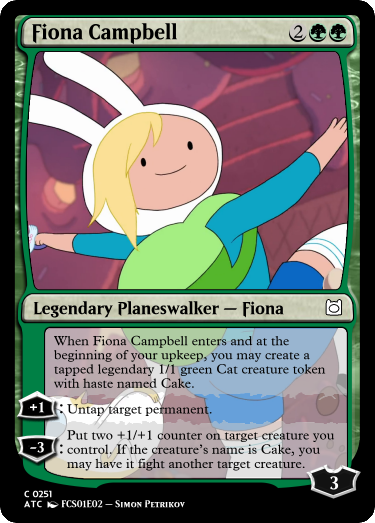 Fiona Campbell 2
Legendary Planeswalker — Fiona
When Fiona Campbell enters and at the
beginning of your upkeep, you may create a
tapped legendary 1/1 green Cat creature token
with haste named Cake.
+1: Untap target permanent.
Put two +1/+1 counter on target creature you
-3: control. If the creature's name is Cake, you
may have it fight another target creature.
3
C 0251
ATC FCS01E02 – Simon Petrikov